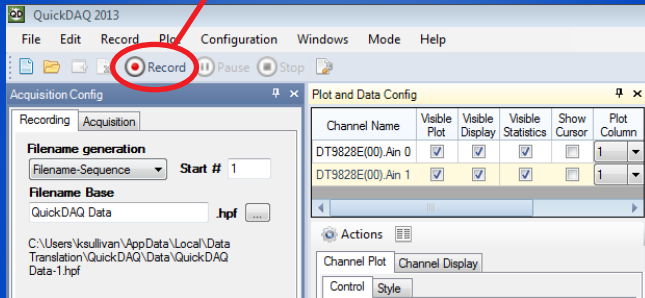 QuickDAQ 2013
File Edit Record Plot Configuration Windows Mode Help
Record Pause Stop
Acquisition Config
Recording Acquisition
Filename generation
Filename-Sequence Start # 1
Filename Base
QuickDAQ Data .hpf ...
C:\Users\ksullivan\AppData\Local\Data
Translation\QuickDAQ\Data\QuickDAQ
Data-1.hpf
Plot and Data Config
Channel Name Visible Plot Visible Display Visible Statistics Show Cursor Plot Column
DT9828E(00).Ain 0 1
DT9828E(00).Ain 1 1
Actions
Channel Plot Channel Display
Control Style